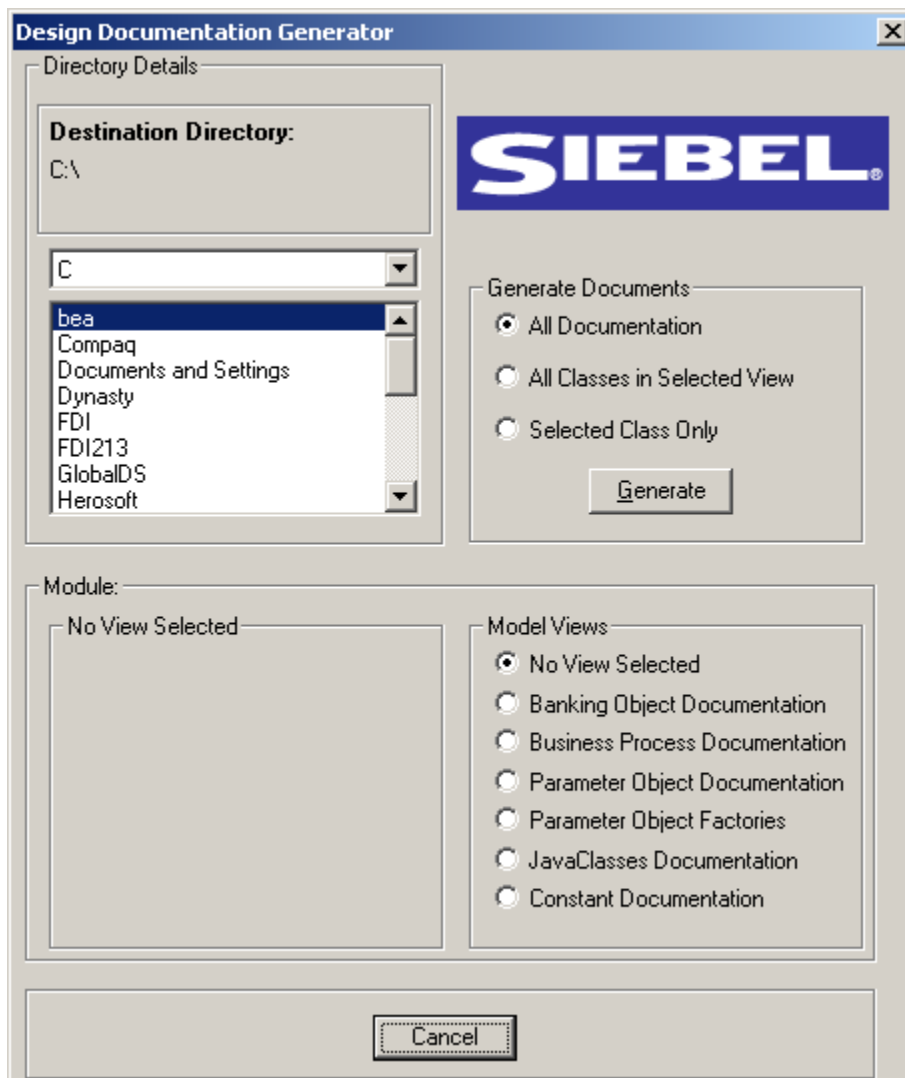 Design Documentation Generator
Directory Details
Destination Directory:
C:\
C
bea
Compaq
Documents and Settings
Dynasty
FDI
FDI213
GlobalDS
Herosoft
SIEBEL®
Generate Documents
All Documentation
All Classes in Selected View
Selected Class Only
Generate
Module:
No View Selected
Model Views
No View Selected
Banking Object Documentation
Business Process Documentation
Parameter Object Documentation
Parameter Object Factories
JavaClasses Documentation
Constant Documentation
Cancel